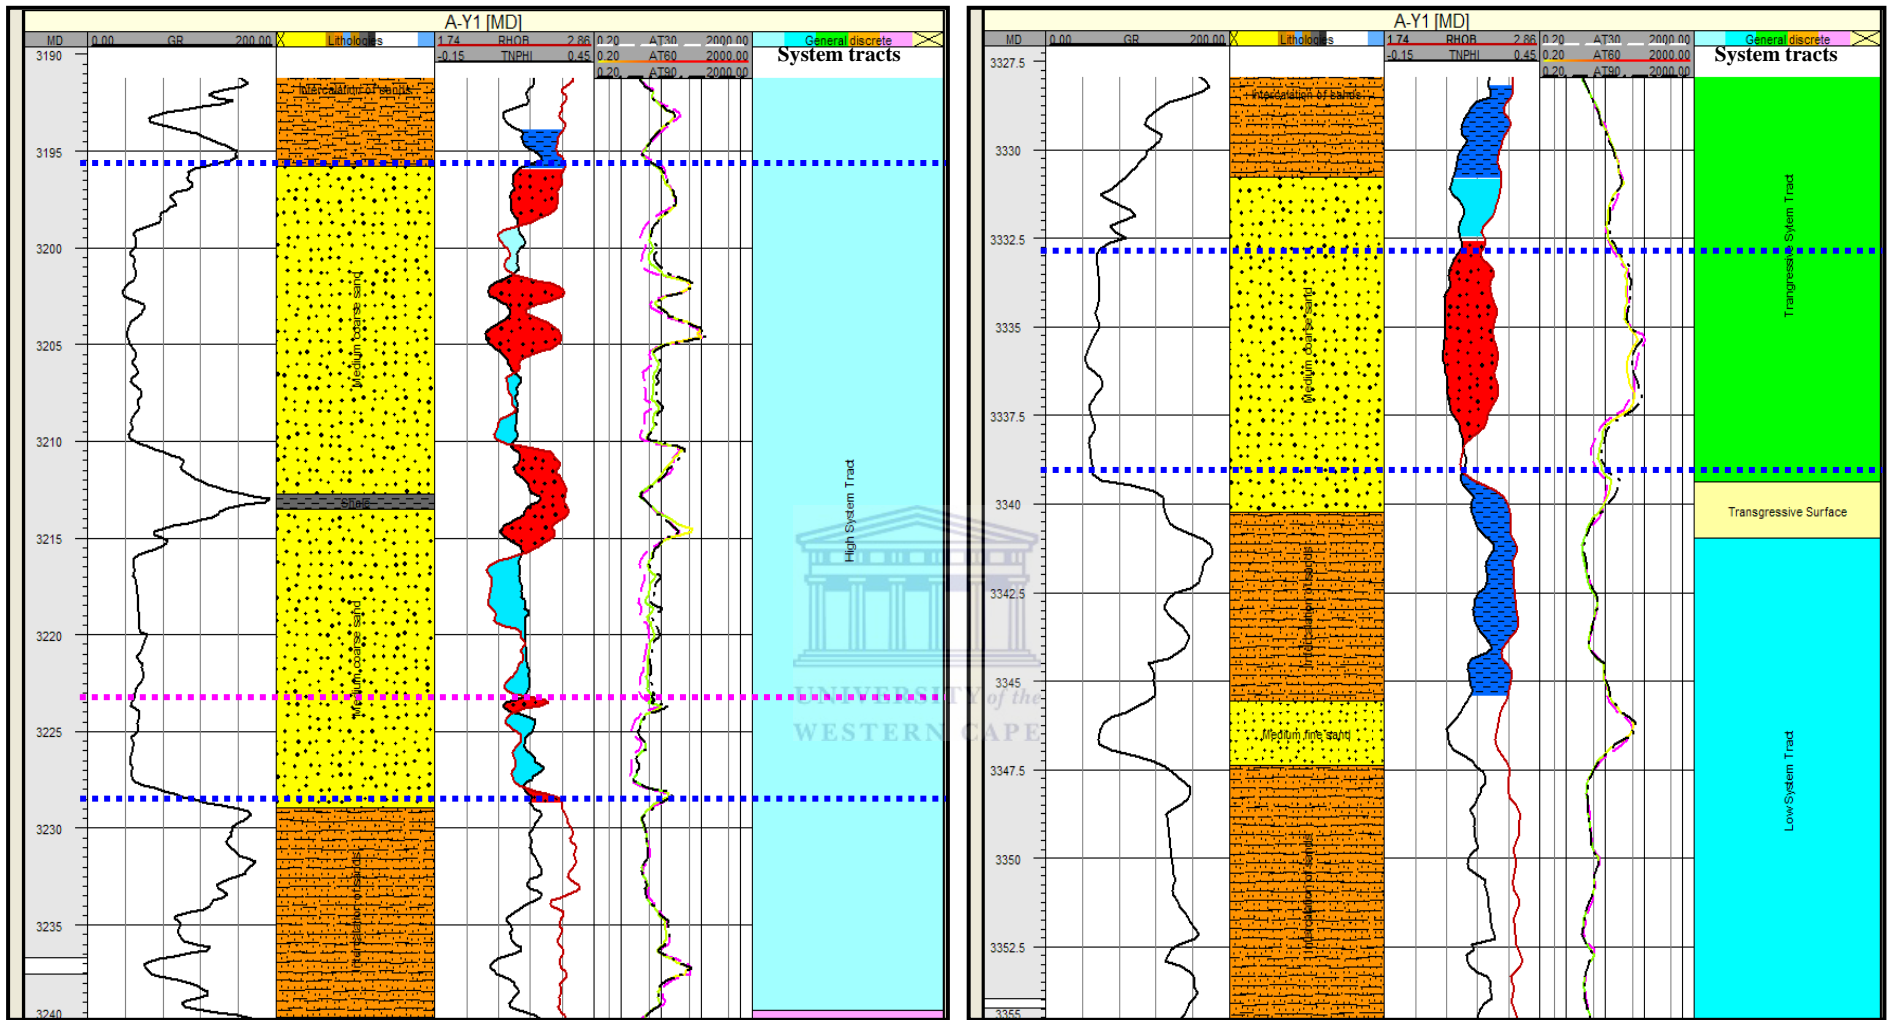 A-Y1 [MD]
MD 0.00 GR 200.00 Lithologies 1.74 RHOB 2.86 0.20 AT30 2000.00 General discrete
-0.15 TNPHI 0.45 0.20 AT60 2000.00 System tracts
0.20 AT90 2000.00
3190
Intercalation of sands
3195
3200
Medium coarse sand
3205
3210
Shale
3215
High System Tract
3220
Medium coarse sand
3225
3230
Intercalation of sands
3235
3240
A-Y1 [MD]
MD 0.00 GR 200.00 Lithologies 1.74 RHOB 2.86 0.20 AT30 2000.00 General discrete
-0.15 TNPHI 0.45 0.20 AT60 2000.00 System tracts
0.20 AT90 2000.00
3327.5
Intercalation of sands
3330
3332.5
Trangressive Sytem Tract
Medium coarse sand
3335
3337.5
3340
Transgressive Surface
Intercalation of sands
3342.5
3345
Medium fine sand
3347.5
Low System Tract
3350
Intercalation of sands
3352.5
3355
UNIVERSITY of the
WESTERN CAPE